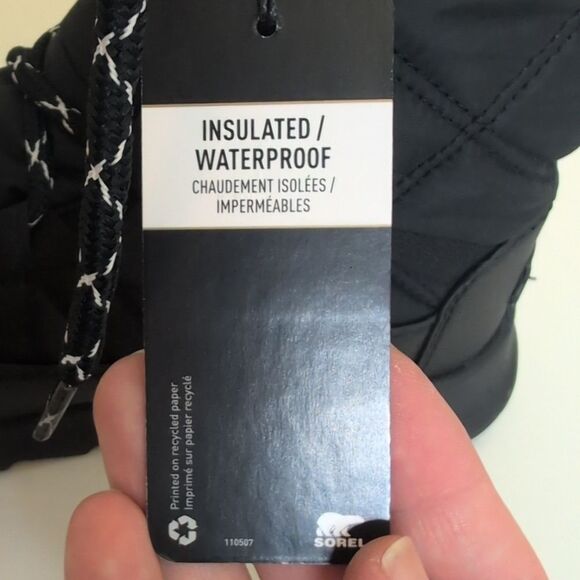 INSULATED /
WATERPROOF
CHAUDEMENT ISOLÉES /
IMPERMÉABLES
Printed on recycled paper
Imprimé sur papier recyclé
110507
SOREL